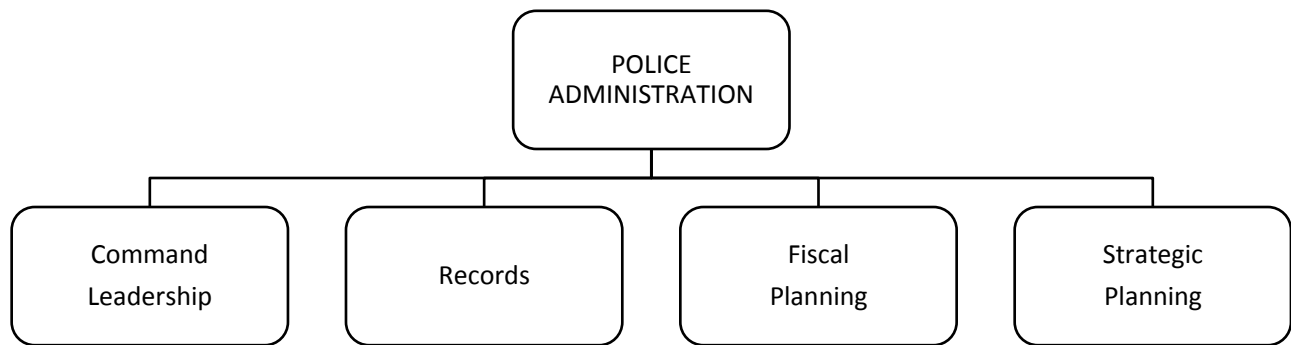 POLICE
ADMINISTRATION
Command
Leadership
Records
Fiscal
Planning
Strategic
Planning